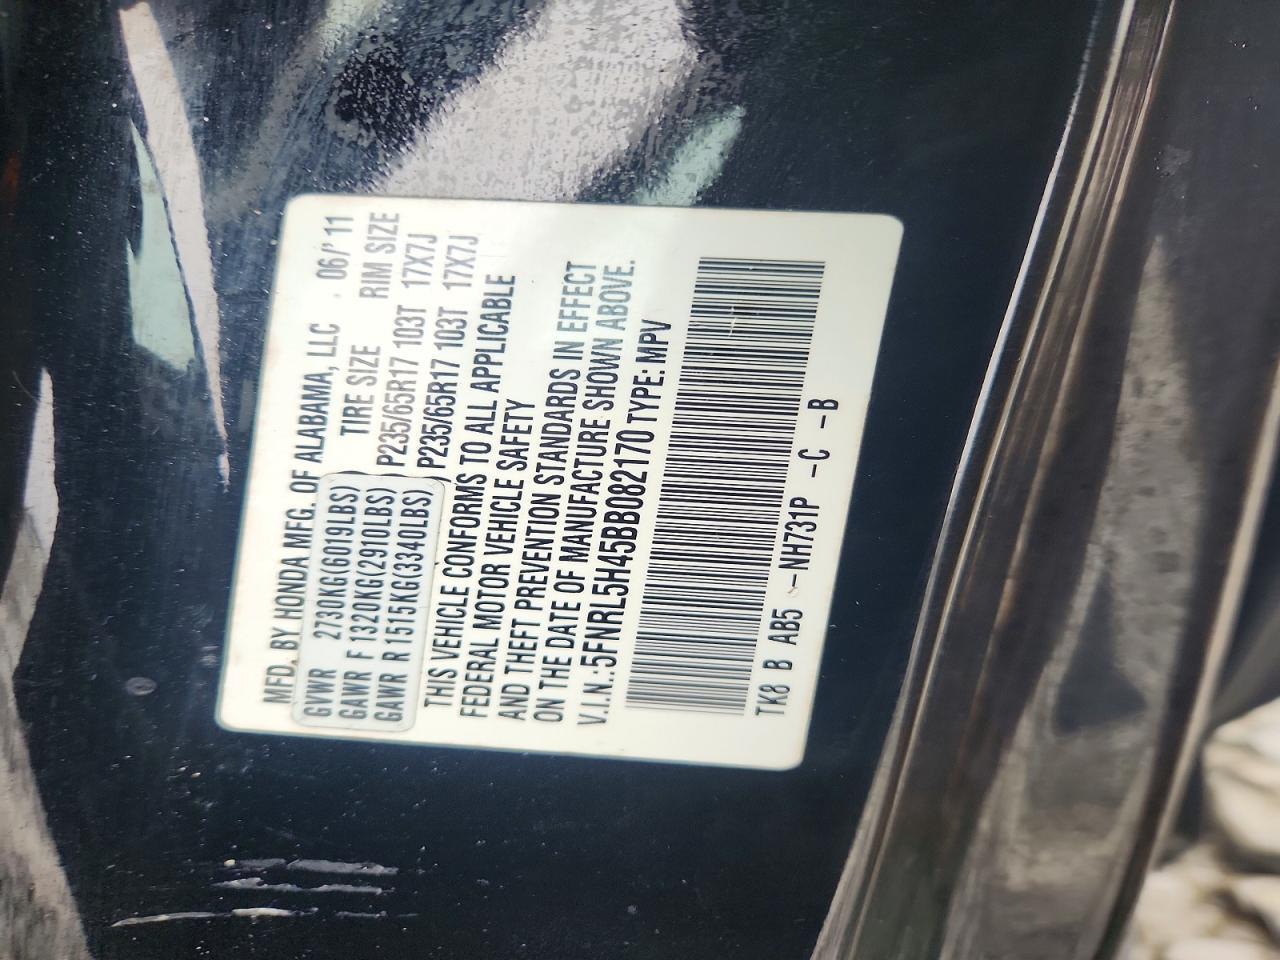 MFD. BY HONDA MFG. OF ALABAMA, LLC 06/'11
GVWR 2730KG(6019LBS) TIRE SIZE RIM SIZE
GAWR F 1320KG(2910LBS) P235/65R17 103T 17X7J
GAWR R 1515KG(3340LBS) P235/65R17 103T 17X7J
THIS VEHICLE CONFORMS TO ALL APPLICABLE
FEDERAL MOTOR VEHICLE SAFETY
AND THEFT PREVENTION STANDARDS IN EFFECT
ON THE DATE OF MANUFACTURE SHOWN ABOVE.
V.I.N.:5FNRL5H45BB082170 TYPE: MPV
TK8 B AB5 -NH731P -C -B